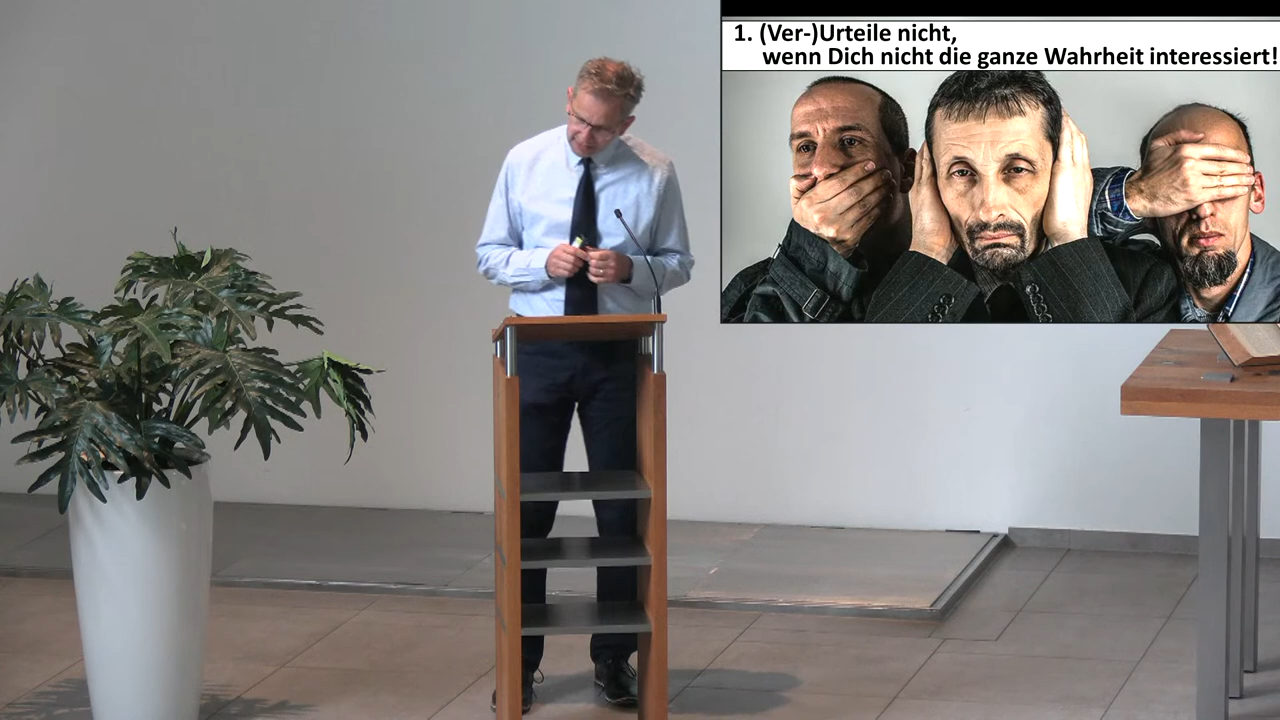 1. (Ver-)Urteile nicht,
wenn Dich nicht die ganze Wahrheit interessiert!